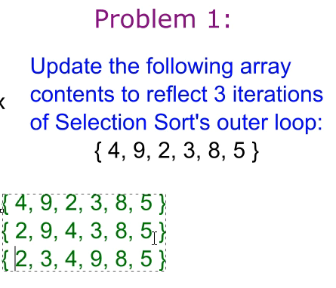 Problem 1:
Update the following array
contents to reflect 3 iterations
of Selection Sort's outer loop:
{ 4, 9, 2, 3, 8, 5 }
{ 4, 9, 2, 3, 8, 5 }
{ 2, 9, 4, 3, 8, 5 }
{ 2, 3, 4, 9, 8, 5 }